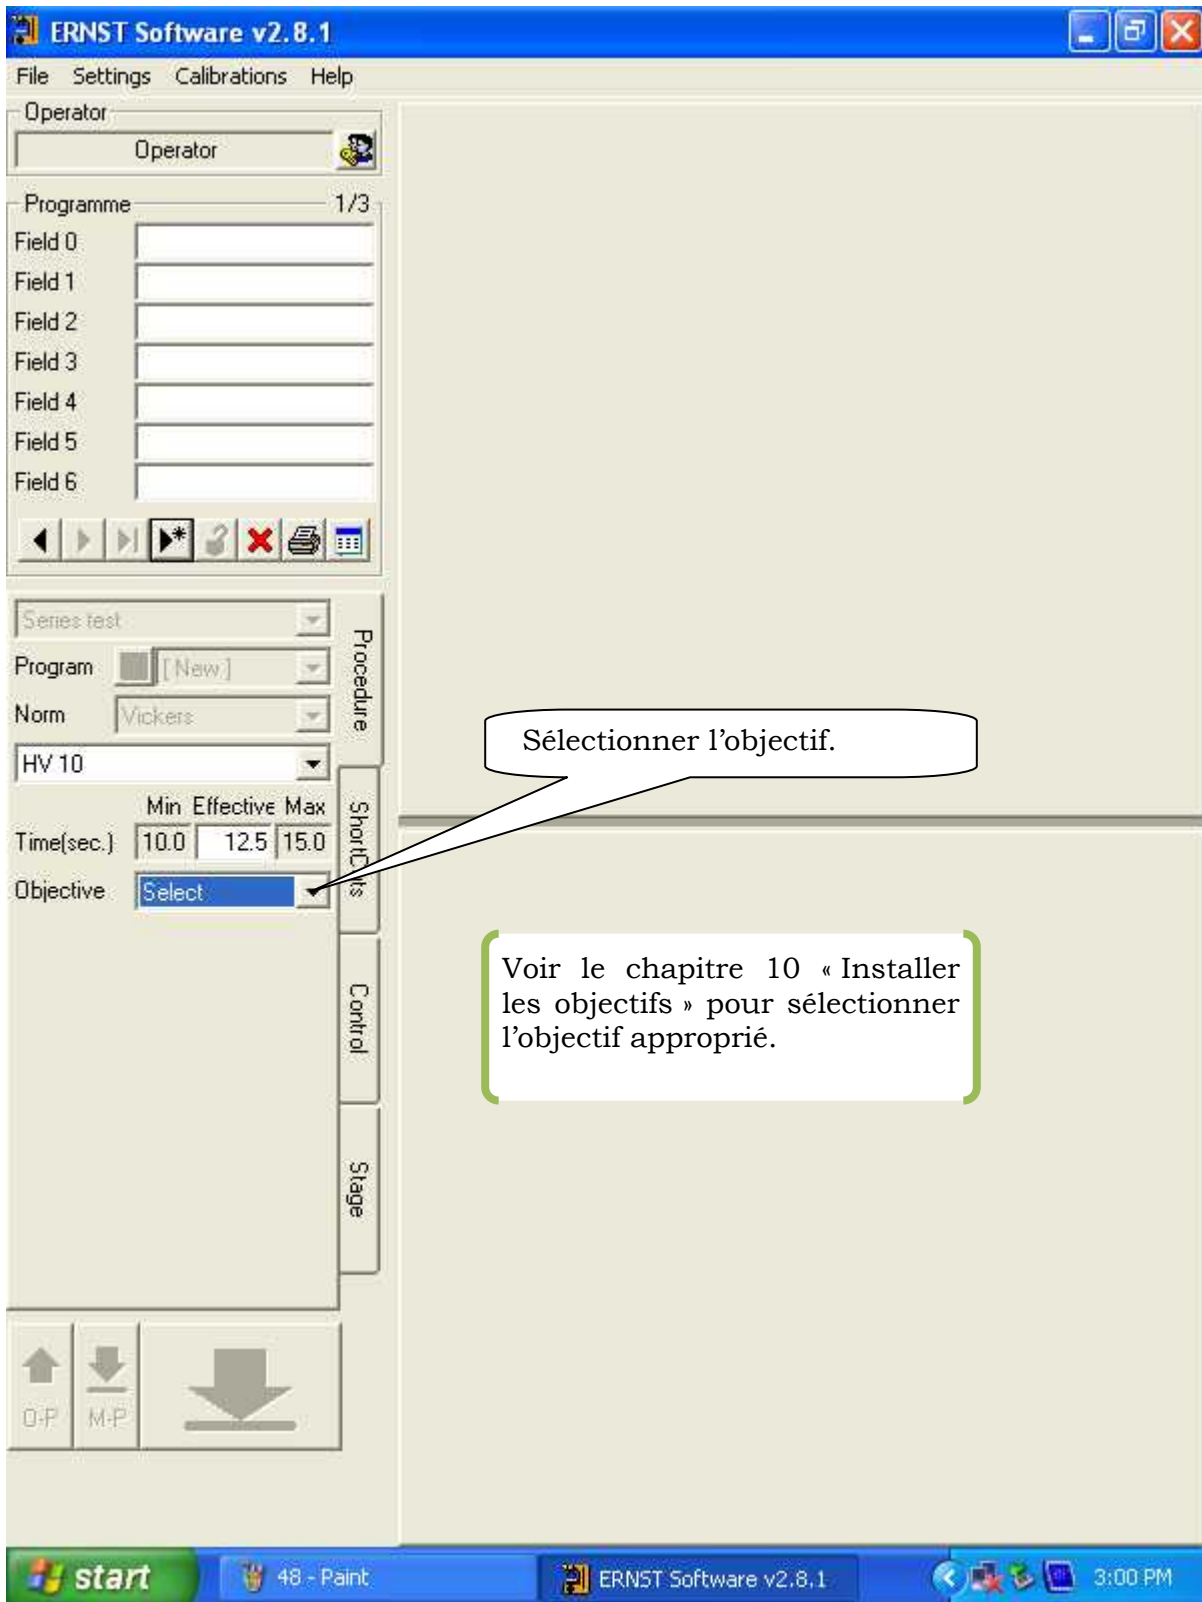 ERNST Software v2.8.1
File Settings Calibrations Help
Operator
Operator
Programme 1/3
Field 0
Field 1
Field 2
Field 3
Field 4
Field 5
Field 6
Series test
Program [ New ]
Norm Vickers
HV 10
Min Effective Max
Time(sec.) 10.0 12.5 15.0
Objective Select
Procedure
ShortCuts
Control
Stage
Sélectionner l’objectif.
Voir le chapitre 10 « Installer
les objectifs » pour sélectionner
l’objectif approprié.
O-P M-P
start 48 - Paint ERNST Software v2.8.1 3:00 PM